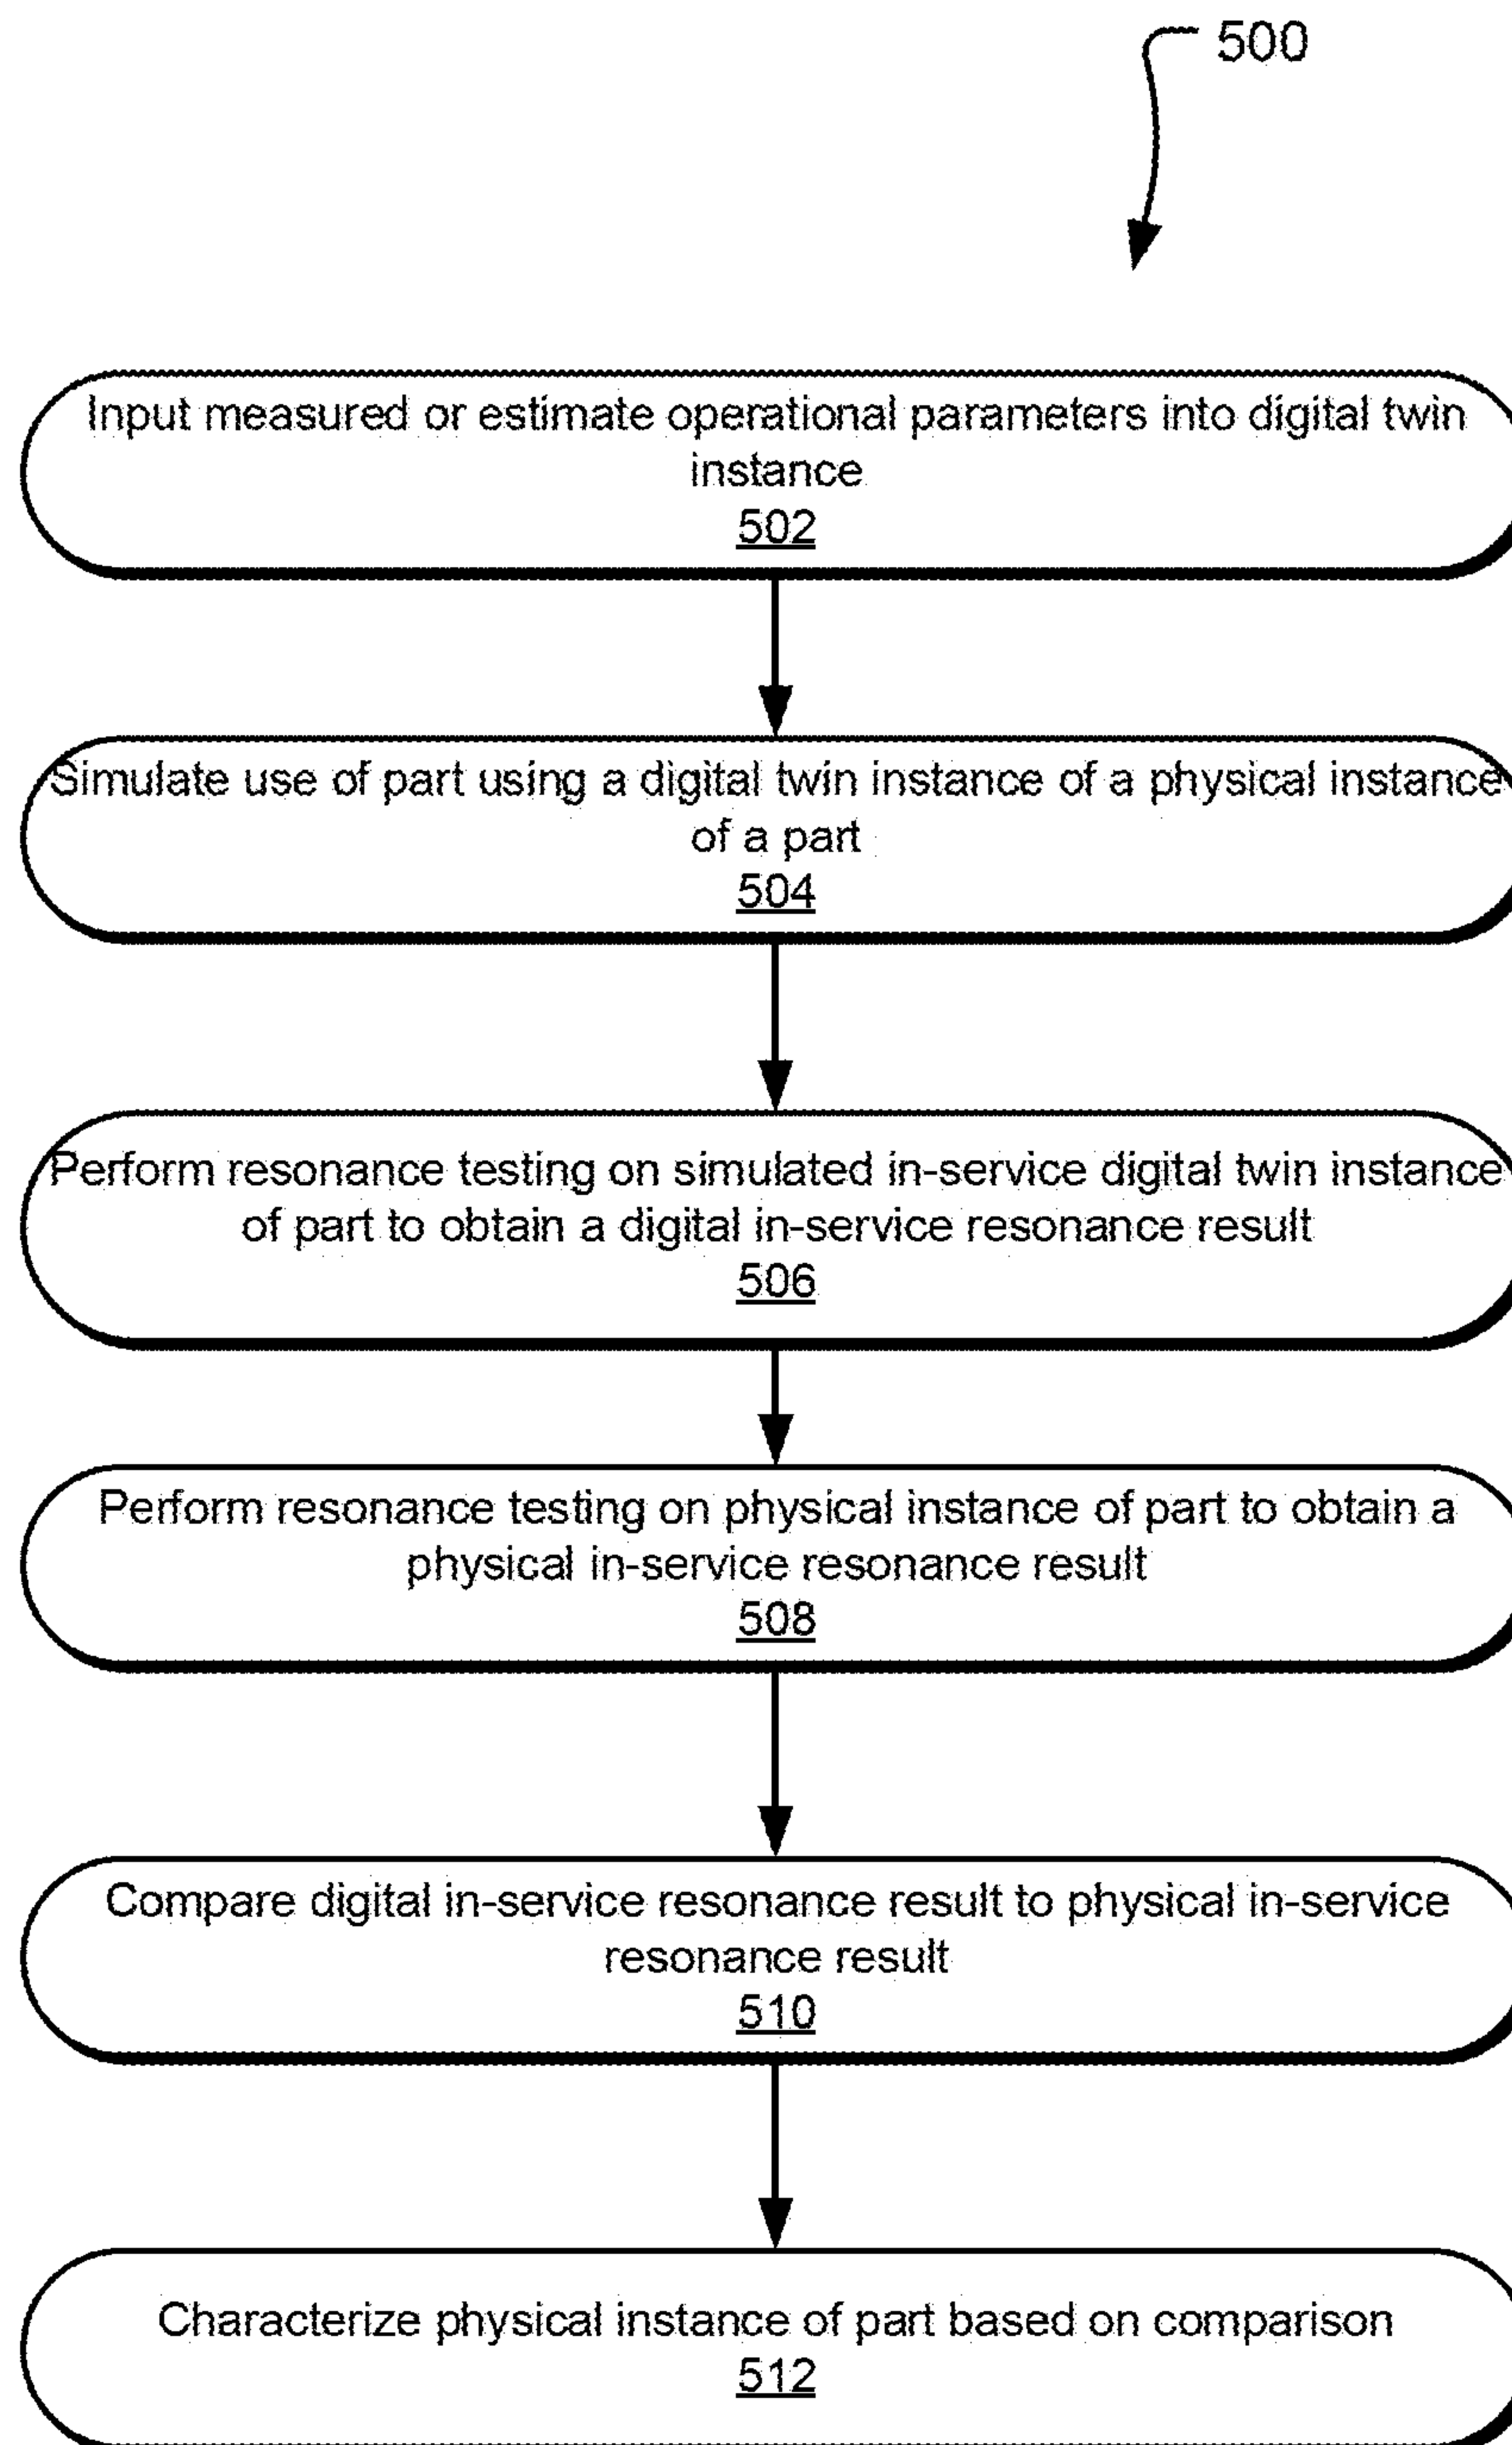 500
Input measured or estimate operational parameters into digital twin
instance
502
Simulate use of part using a digital twin instance of a physical instance
of a part
504
Perform resonance testing on simulated in-service digital twin instance
of part to obtain a digital in-service resonance result
506
Perform resonance testing on physical instance of part to obtain a
physical in-service resonance result
508
Compare digital in-service resonance result to physical in-service
resonance result
510
Characterize physical instance of part based on comparison
512